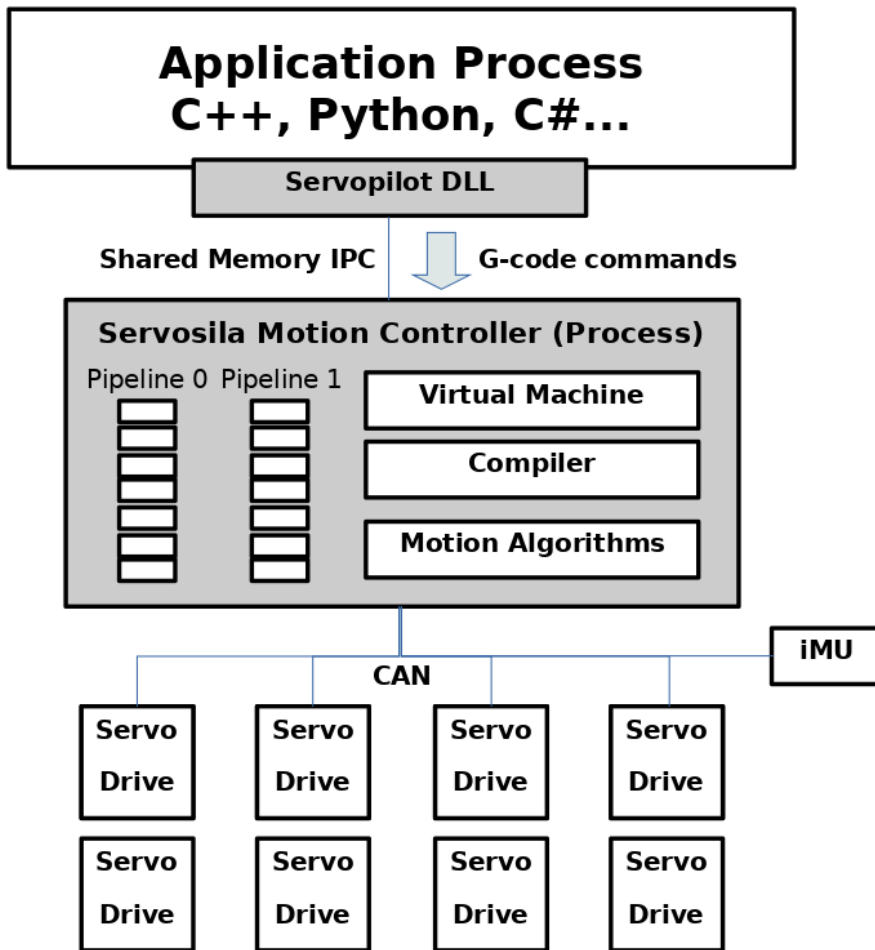 Application Process
C++, Python, C#...
Servopilot DLL
Shared Memory IPC
G-code commands
Servosila Motion Controller (Process)
Pipeline 0
Pipeline 1
Virtual Machine
Compiler
Motion Algorithms
iMU
CAN
Servo
Drive
Servo
Drive
Servo
Drive
Servo
Drive
Servo
Drive
Servo
Drive
Servo
Drive
Servo
Drive